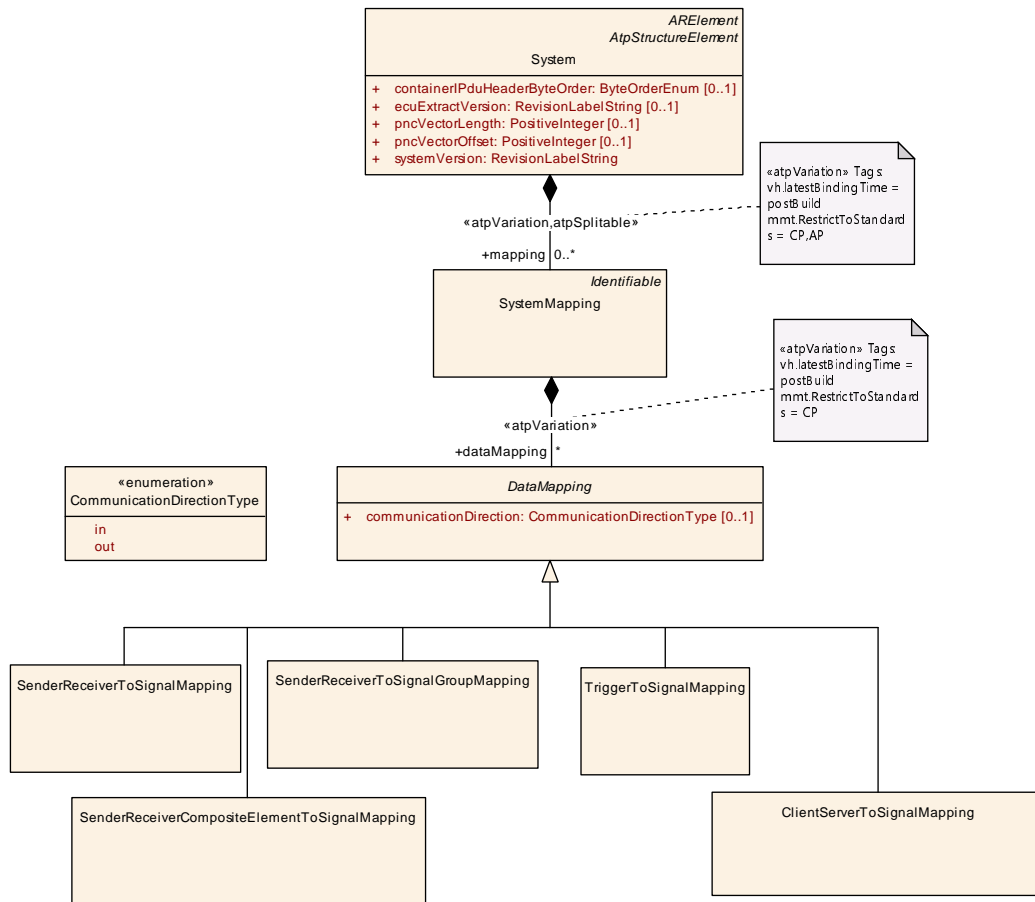 ARElement
AtpStructureElement
System
+ containerIPduHeaderByteOrder: ByteOrderEnum [0..1]
+ ecuExtractVersion: RevisionLabelString [0..1]
+ pncVectorLength: PositiveInteger [0..1]
+ pncVectorOffset: PositiveInteger [0..1]
+ systemVersion: RevisionLabelString
«atpVariation» Tags:
vh.latestBindingTime =
postBuild
mmt.RestrictToStandard
s = CP,AP
«atpVariation,atpSplitable»
+mapping 0..*
Identifiable
SystemMapping
«atpVariation» Tags:
vh.latestBindingTime =
postBuild
mmt.RestrictToStandard
s = CP
«atpVariation»
+dataMapping *
«enumeration»
CommunicationDirectionType
in
out
DataMapping
+ communicationDirection: CommunicationDirectionType [0..1]
SenderReceiverToSignalMapping
SenderReceiverToSignalGroupMapping
TriggerToSignalMapping
SenderReceiverCompositeElementToSignalMapping
ClientServerToSignalMapping